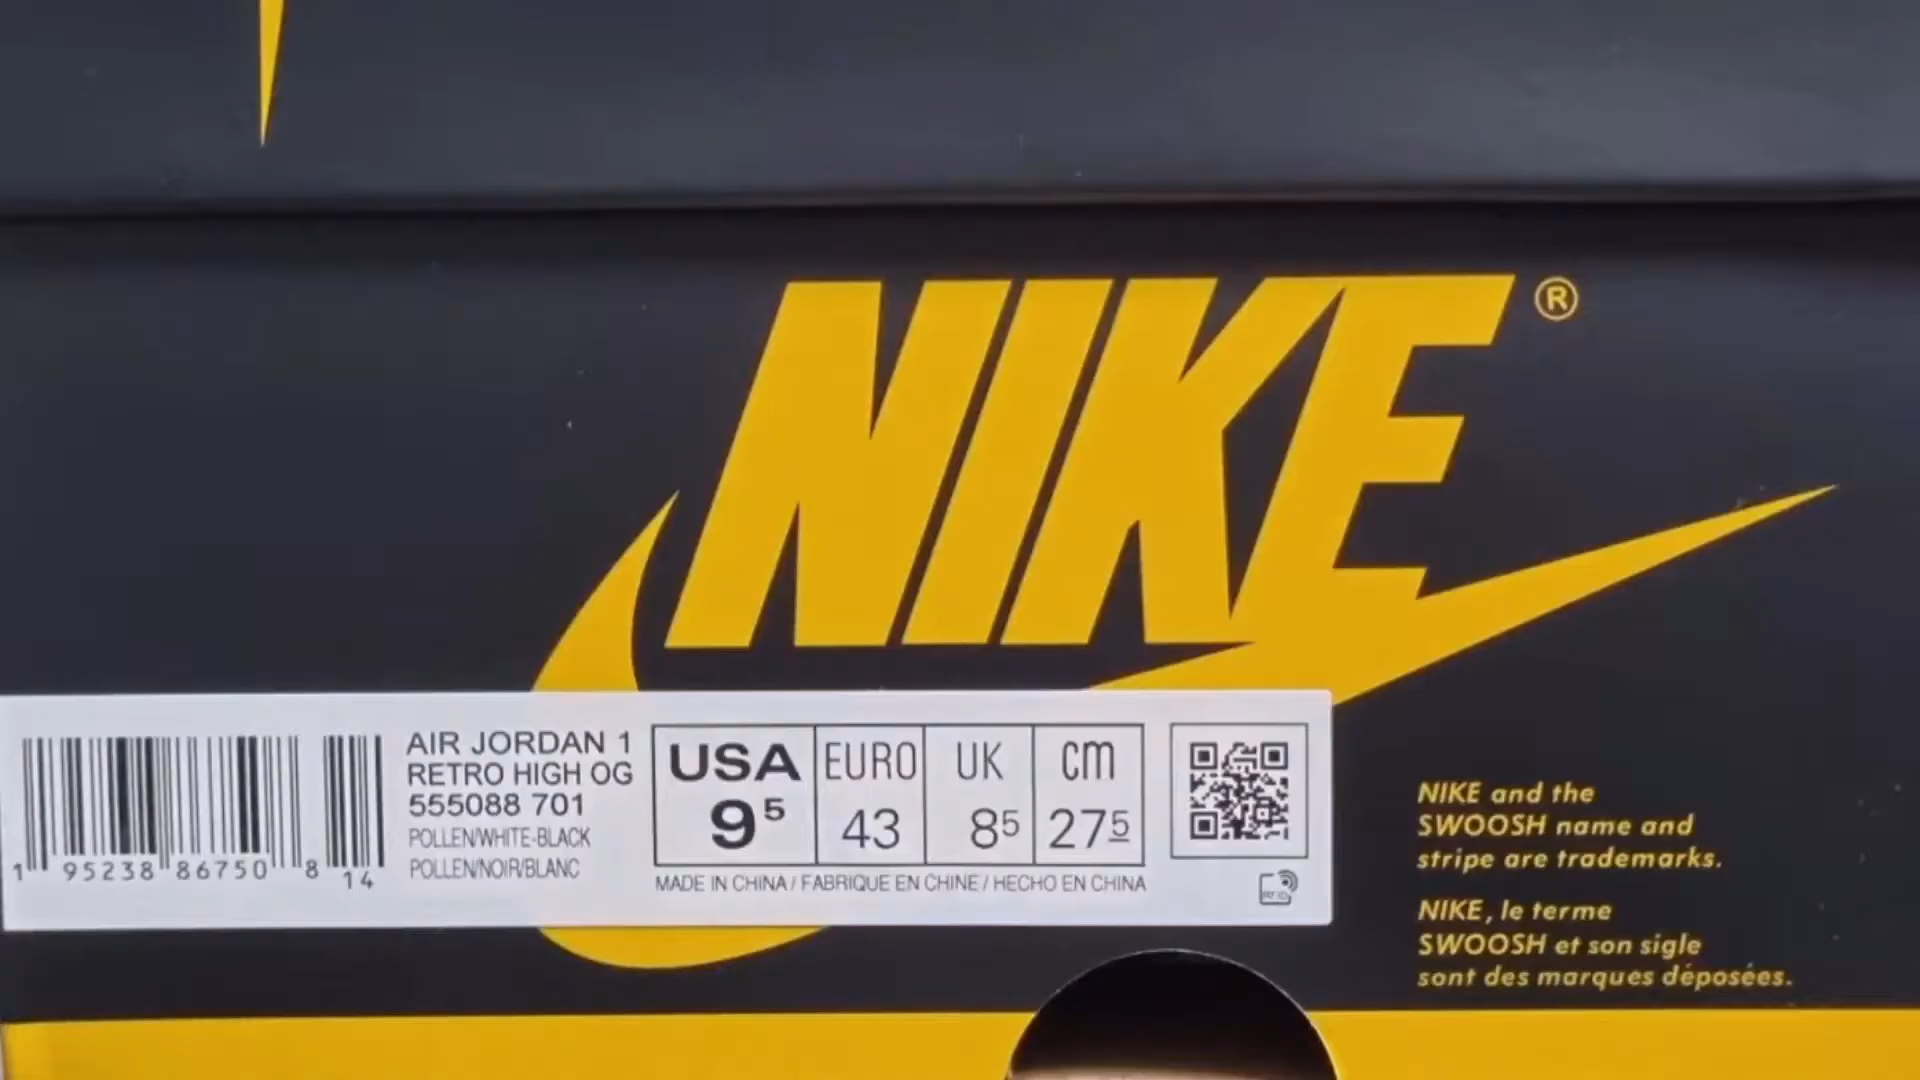 NIKE®
AIR JORDAN 1
RETRO HIGH OG
555088 701
POLLEN/WHITE-BLACK
POLLEN/NOIR/BLANC
1 95238 86750 8 14
USA EURO UK CM
9⁵ 43 8⁵ 27⁵
MADE IN CHINA / FABRIQUE EN CHINE / HECHO EN CHINA
NIKE and the
SWOOSH name and
stripe are trademarks.
NIKE, le terme
SWOOSH et son sigle
sont des marques déposées.